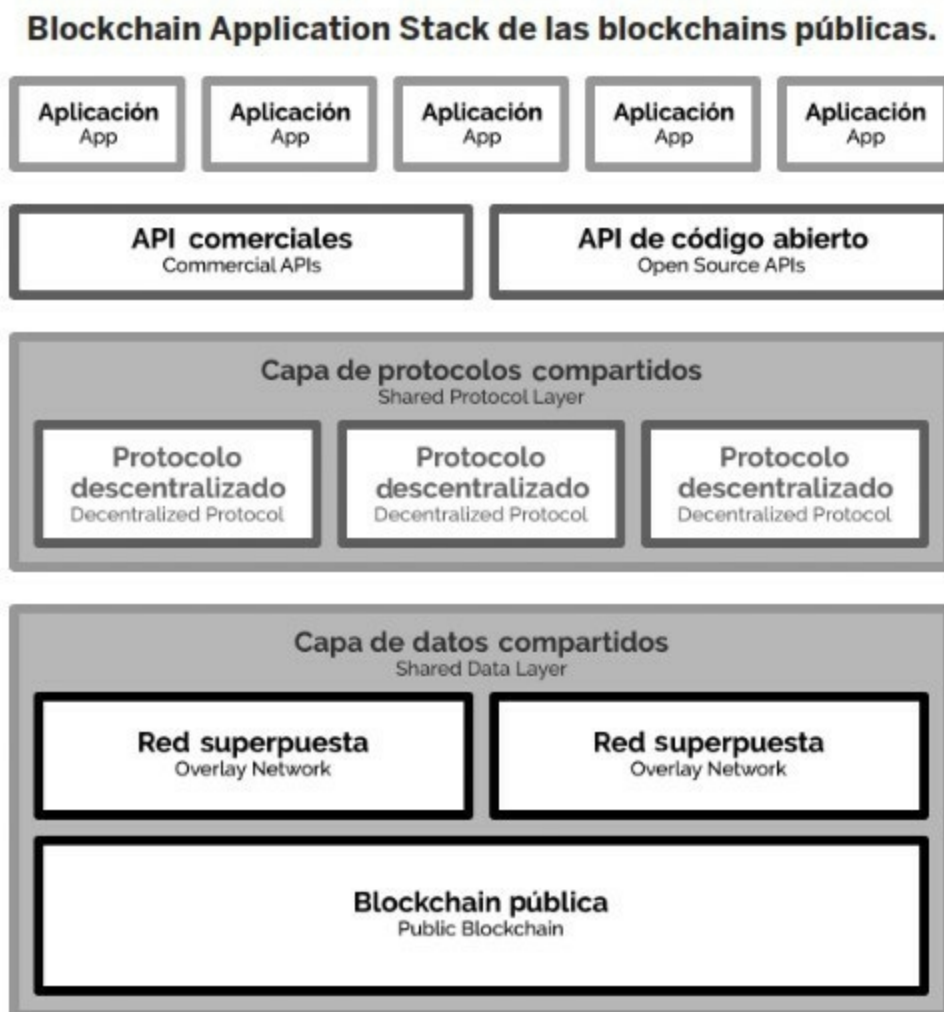 Blockchain Application Stack de las blockchains públicas.
Aplicación
App
Aplicación
App
Aplicación
App
Aplicación
App
Aplicación
App
API comerciales
Commercial APIs
API de código abierto
Open Source APIs
Capa de protocolos compartidos
Shared Protocol Layer
Protocolo
descentralizado
Decentralized Protocol
Protocolo
descentralizado
Decentralized Protocol
Protocolo
descentralizado
Decentralized Protocol
Capa de datos compartidos
Shared Data Layer
Red superpuesta
Overlay Network
Red superpuesta
Overlay Network
Blockchain pública
Public Blockchain